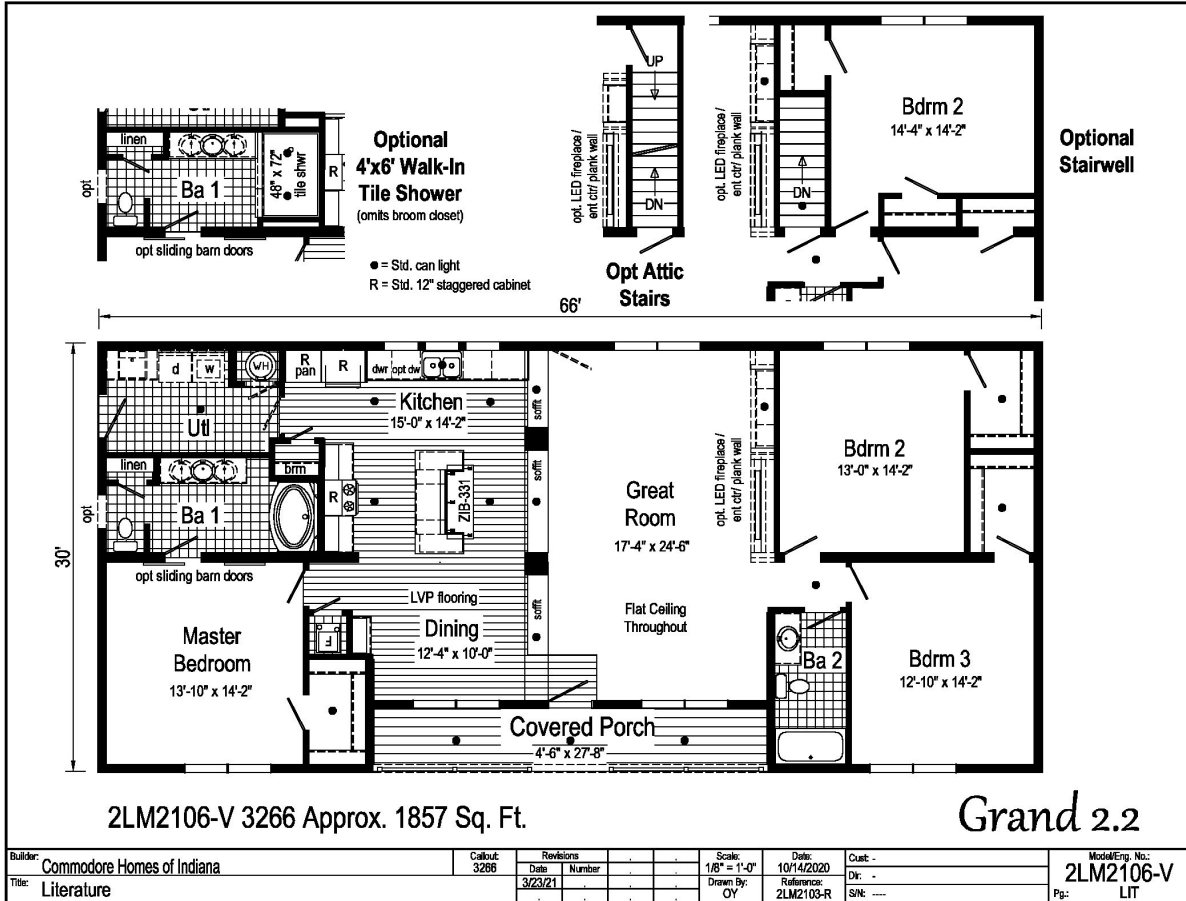 UP
Bdrm 2
14'-4" x 14'-2"
Optional
Stairwell
opt. LED fireplace /
ent ctr/ plank wall
DN
opt. LED fireplace /
ent ctr/ plank wall
DN
Opt Attic
Stairs
linen
Ba 1
48" x 72"
tile shwr
R
opt
opt sliding barn doors
Optional
4'x6' Walk-In
Tile Shower
(omits broom closet)
● = Std. can light
R = Std. 12" staggered cabinet
66'
30'
d
w
WH
R
pan
R
dwr
opt dw
Utl
Kitchen
15'-0" x 14'-2"
soffit
linen
brm
Ba 1
R
ZIB-331
soffit
opt
opt sliding barn doors
Great
Room
17'-4" x 24'-6"
opt. LED fireplace /
ent ctr/ plank wall
Bdrm 2
13'-0" x 14'-2"
Master
Bedroom
13'-10" x 14'-2"
F
LVP flooring
Dining
12'-4" x 10'-0"
soffit
Flat Ceiling
Throughout
Ba 2
Bdrm 3
12'-10" x 14'-2"
Covered Porch
4'-6" x 27'-8"
2LM2106-V 3266 Approx. 1857 Sq. Ft.
Grand 2.2
Builder: Commodore Homes of Indiana
Title: Literature
Callout:
3266
Revisions
Date Number
3/23/21
Scale:
1/8" = 1'-0"
Drawn By:
OY
Date:
10/14/2020
Reference:
2LM2103-R
Cust: -
Dir: -
S/N: ----
Model/Eng. No.:
2LM2106-V
Pg.: LIT